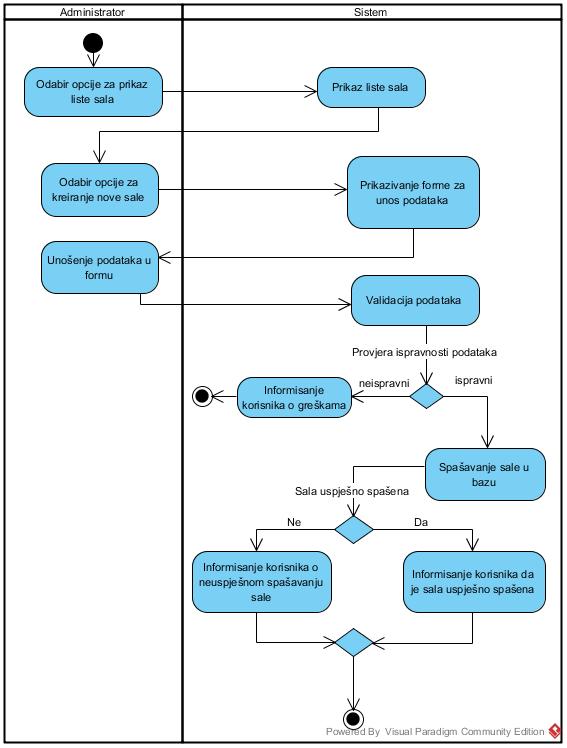 Administrator
Sistem
Odabir opcije za prikaz
liste sala
Prikaz liste sala
Odabir opcije za
kreiranje nove sale
Prikazivanje forme za
unos podataka
Unošenje podataka u
formu
Validacija podataka
Provjera ispravnosti podataka
neispravni
ispravni
Informisanje
korisnika o greškama
Spašavanje sale u
bazu
Sala uspješno spašena
Ne
Da
Informisanje korisnika o
neuspješnom spašavanju
sale
Informisanje korisnika da
je sala uspješno spašena
Powered By Visual Paradigm Community Edition